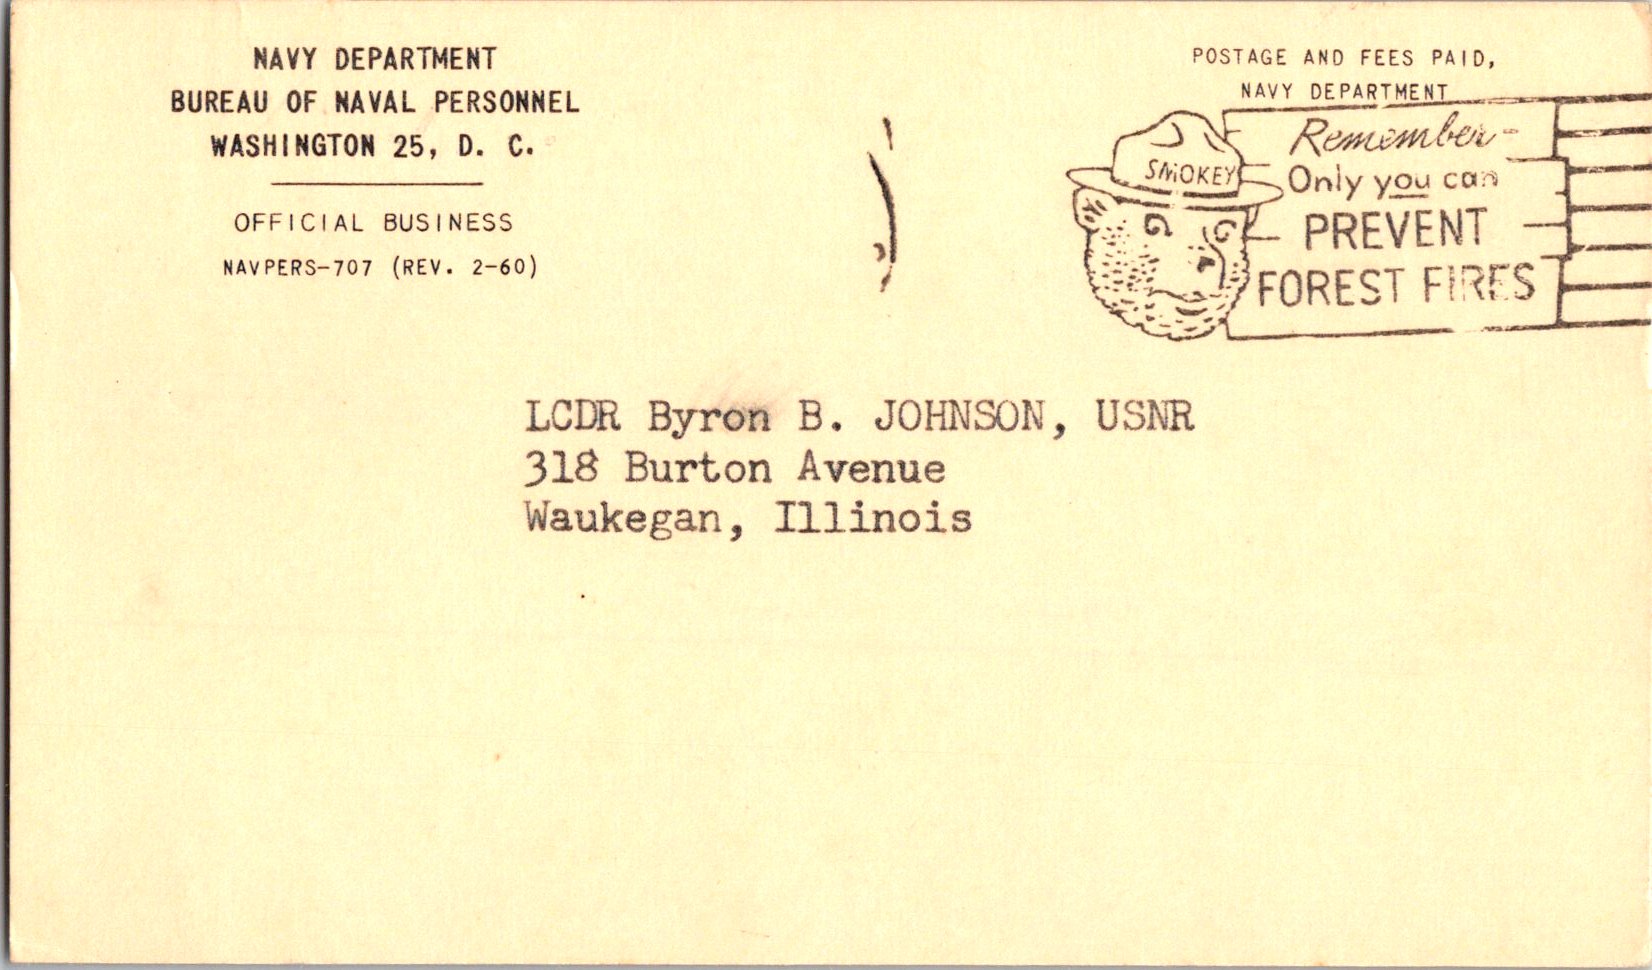 NAVY DEPARTMENT
BUREAU OF NAVAL PERSONNEL
WASHINGTON 25, D. C.
OFFICIAL BUSINESS
NAVPERS-707 (REV. 2-60)
POSTAGE AND FEES PAID,
NAVY DEPARTMENT
SMOKEY
Remember-
Only you can
PREVENT
FOREST FIRES
LCDR Byron B. JOHNSON, USNR
318 Burton Avenue
Waukegan, Illinois